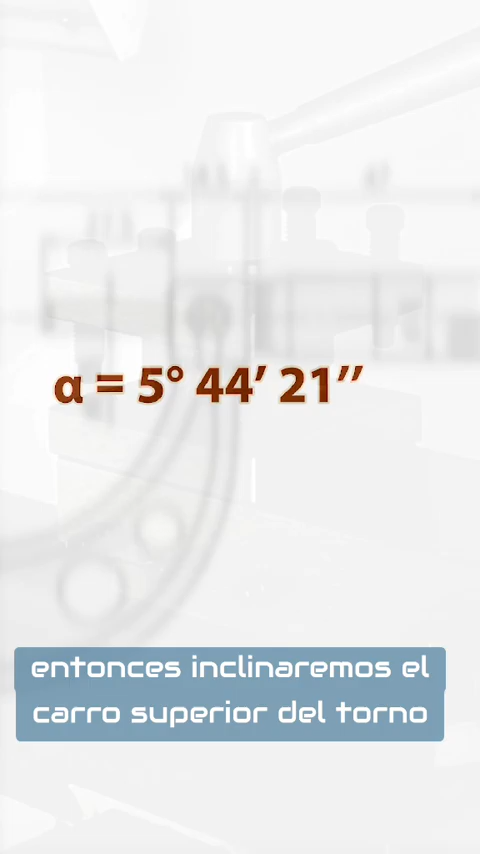 α = 5° 44′ 21′′
entonces inclinaremos el
carro superior del torno